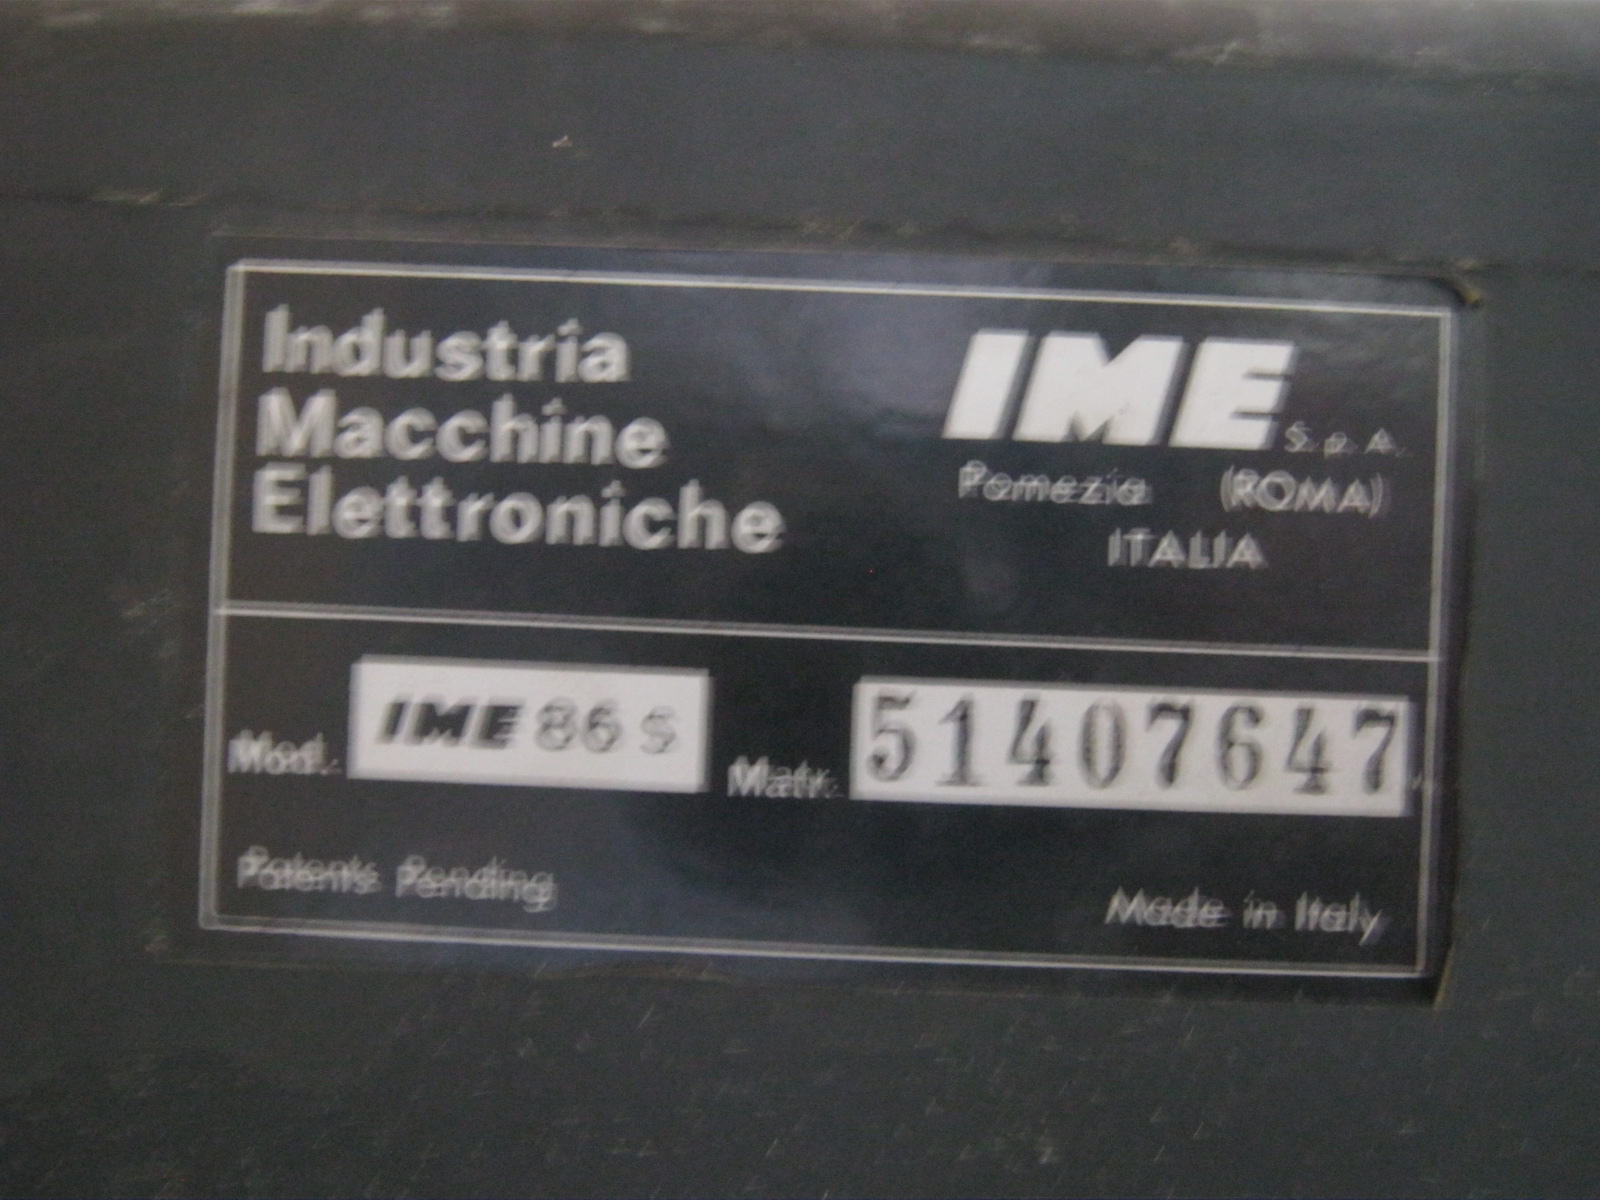 Industria
Macchine
Elettroniche
IME S.p.A.
Pomezia (ROMA)
ITALIA
Mod. IME 86 S Matr. 51407647
Patents Pending Made in Italy